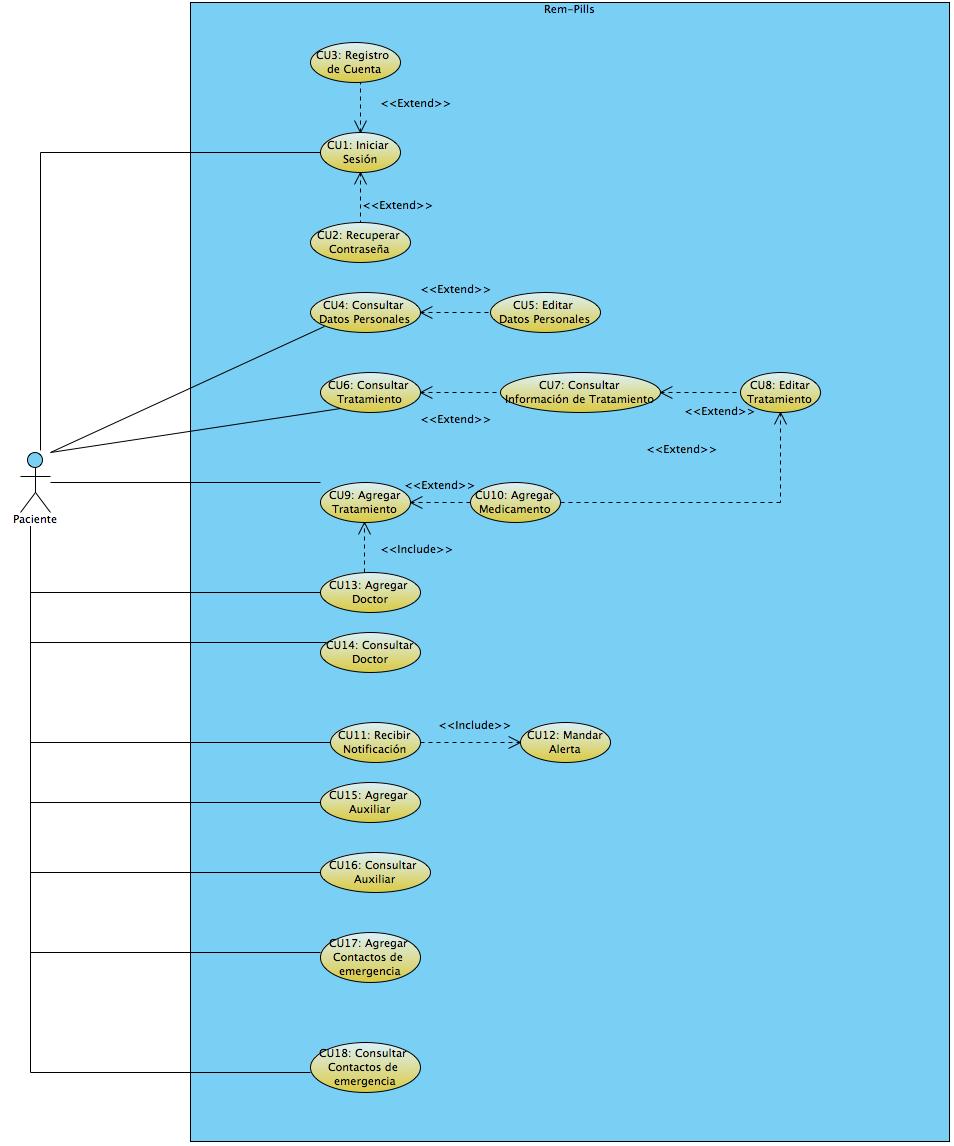 Rem-Pills
CU3: Registro
de Cuenta
<<Extend>>
CU1: Iniciar
Sesión
<<Extend>>
CU2: Recuperar
Contraseña
<<Extend>>
CU4: Consultar
Datos Personales
CU5: Editar
Datos Personales
CU6: Consultar
Tratamiento
CU7: Consultar
Información de Tratamiento
CU8: Editar
Tratamiento
<<Extend>>
<<Extend>>
<<Extend>>
Paciente
CU9: Agregar
Tratamiento
<<Extend>>
CU10: Agregar
Medicamento
<<Include>>
CU13: Agregar
Doctor
CU14: Consultar
Doctor
CU11: Recibir
Notificación
<<Include>>
CU12: Mandar
Alerta
CU15: Agregar
Auxiliar
CU16: Consultar
Auxiliar
CU17: Agregar
Contactos de
emergencia
CU18: Consultar
Contactos de
emergencia